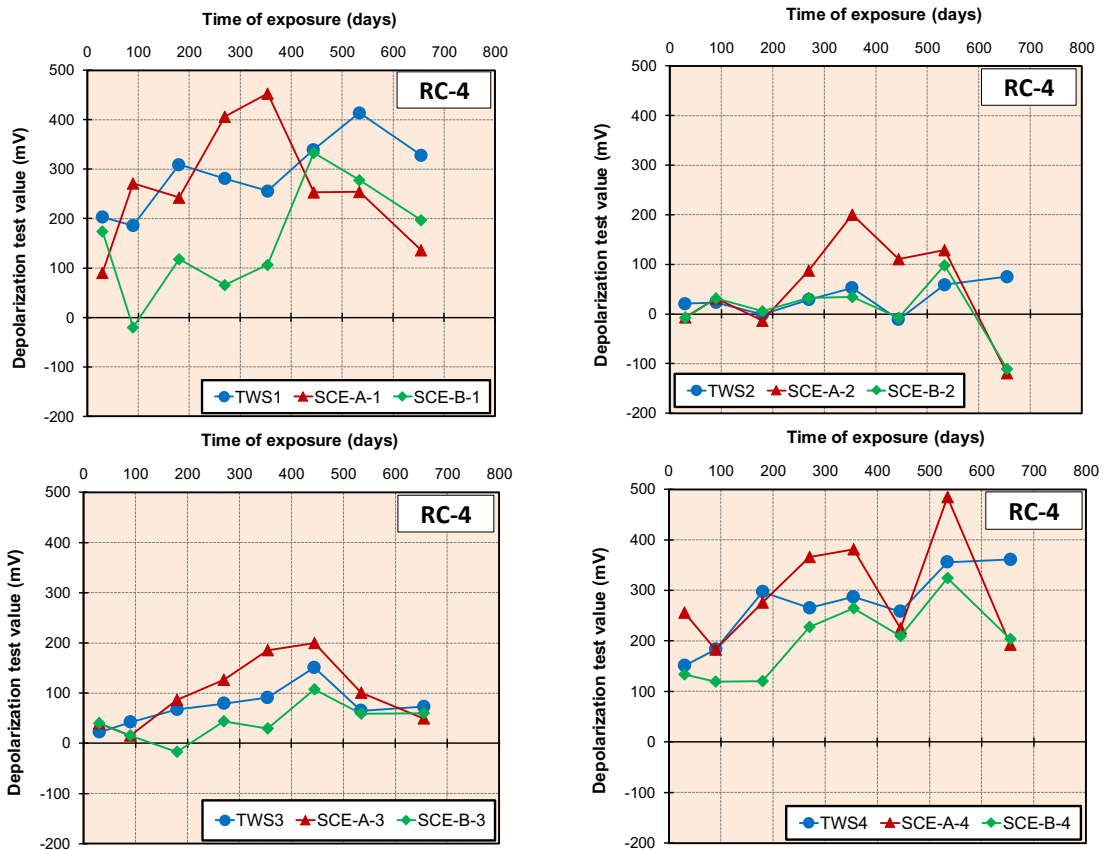 Time of exposure (days)
0 100 200 300 400 500 600 700 800
500
400
300
200
100
0
-100
-200
Depolarization test value (mV)
RC-4
TWS1 SCE-A-1 SCE-B-1
Time of exposure (days)
0 100 200 300 400 500 600 700 800
500
400
300
200
100
0
-100
-200
Depolarization test value (mV)
RC-4
TWS2 SCE-A-2 SCE-B-2
Time of exposure (days)
0 100 200 300 400 500 600 700 800
500
400
300
200
100
0
-100
-200
Depolarization test value (mV)
RC-4
TWS3 SCE-A-3 SCE-B-3
Time of exposure (days)
0 100 200 300 400 500 600 700 800
500
400
300
200
100
0
-100
-200
Depolarization test value (mV)
RC-4
TWS4 SCE-A-4 SCE-B-4